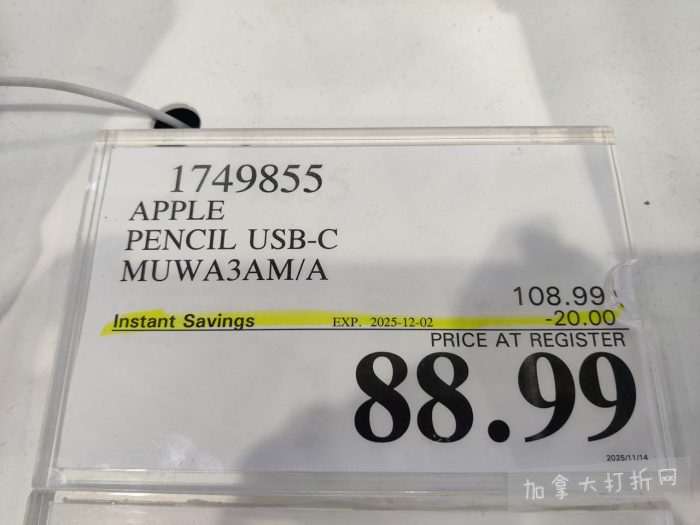 1749855
APPLE
PENCIL USB-C
MUWA3AM/A
108.99
Instant Savings EXP. 2025-12-02 -20.00
PRICE AT REGISTER
88.99
2025/11/14
加拿大打折网